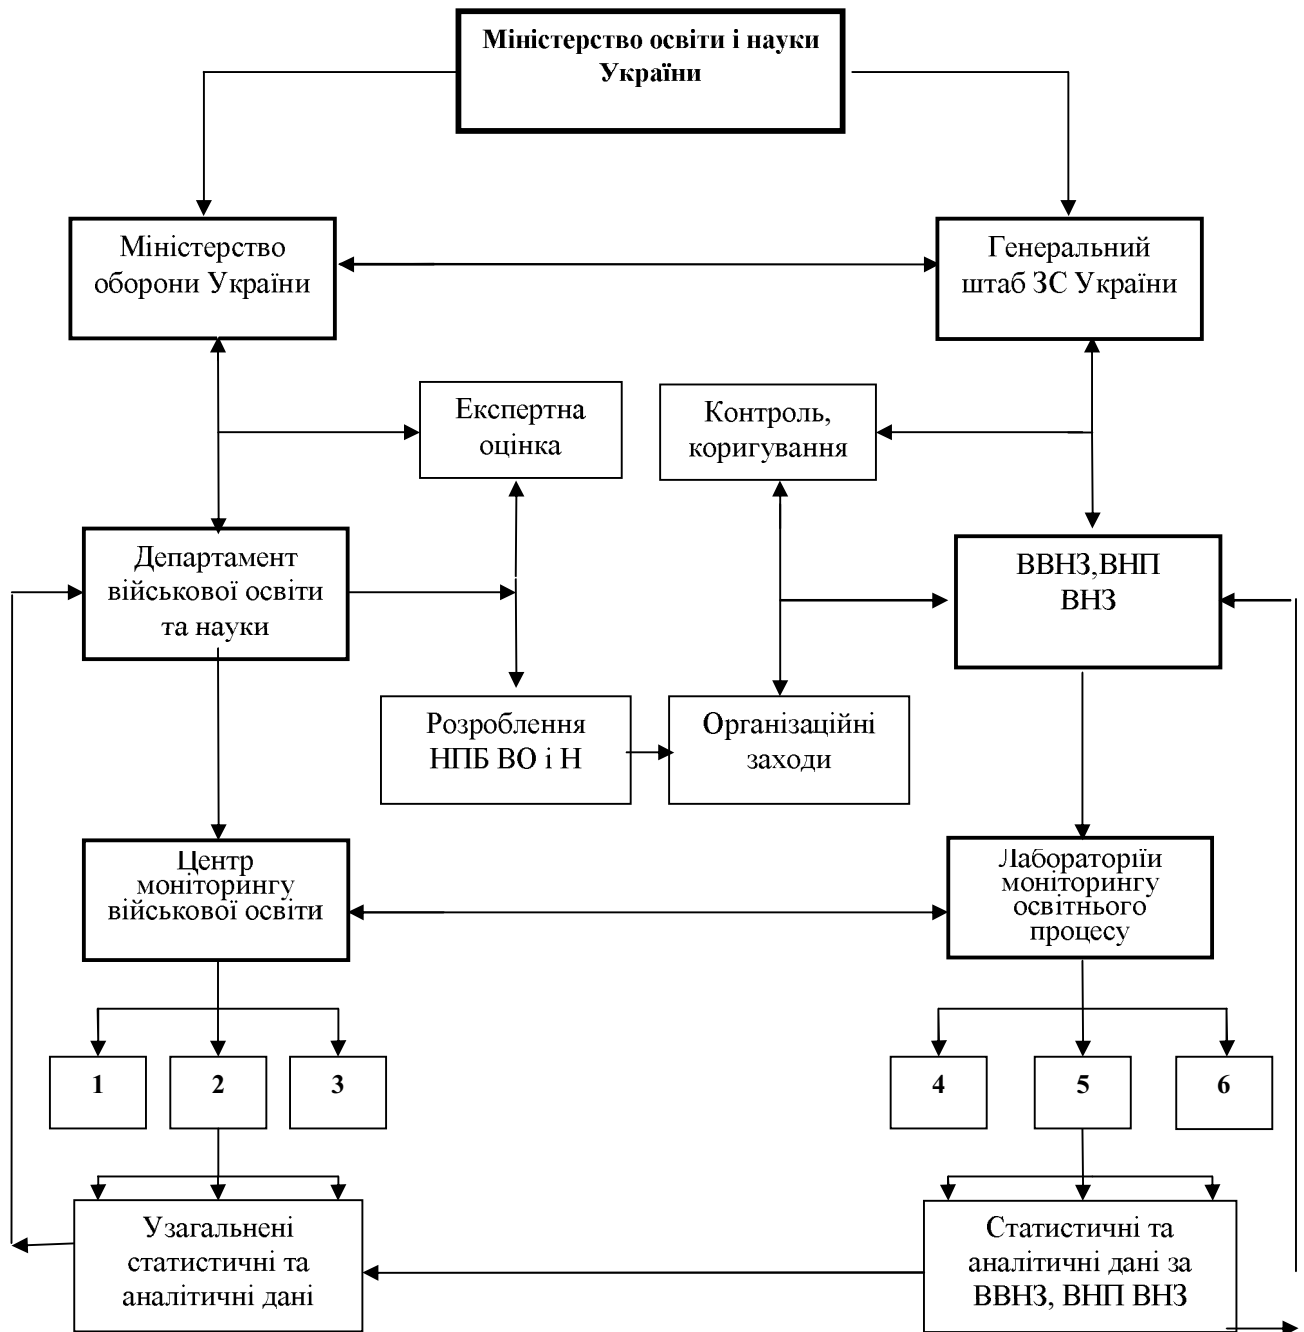 Міністерство освіти і науки
України
Міністерство
оборони України
Генеральний
штаб ЗС України
Експертна
оцінка
Контроль,
коригування
Департамент
військової освіти
та науки
ВВНЗ,ВНП
ВНЗ
Розроблення
НПБ ВО і Н
Організаційні
заходи
Центр
моніторингу
військової освіти
Лабораторіїи
моніторингу
освітнього
процесу
1
2
3
4
5
6
Узагальнені
статистичні та
аналітичні дані
Статистичні та
аналітичні дані за
ВВНЗ, ВНП ВНЗ